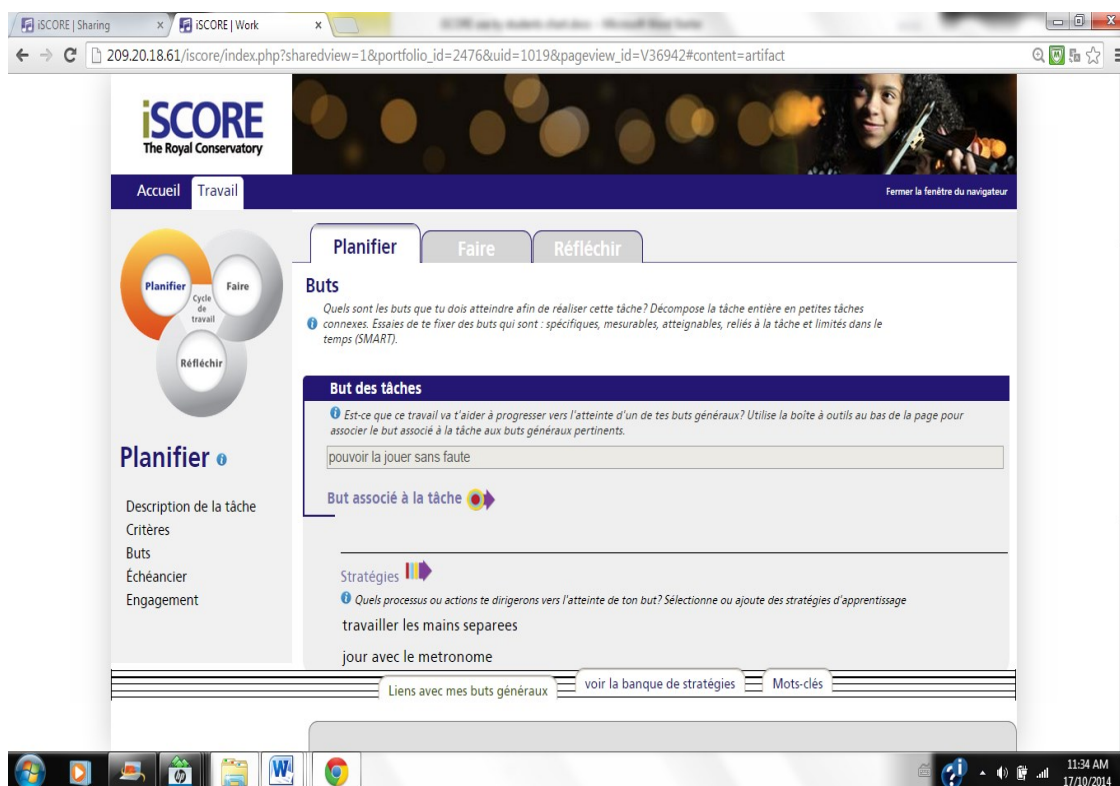 iSCORE | Sharing
iSCORE | Work
209.20.18.61/iscore/index.php?sharedview=1&portfolio_id=2476&uid=1019&pageview_id=V36942#content=artifact
iSCORE
The Royal Conservatory
Accueil
Travail
Fermer la fenêtre du navigateur
Planifier
Faire
Cycle
de
travail
Réfléchir
Planifier
Description de la tâche
Critères
Buts
Échéancier
Engagement
Planifier
Faire
Réfléchir
Buts
Quels sont les buts que tu dois atteindre afin de réaliser cette tâche? Décompose la tâche entière en petites tâches
connexes. Essaies de te fixer des buts qui sont : spécifiques, mesurables, atteignables, reliés à la tâche et limités dans le
temps (SMART).
But des tâches
Est-ce que ce travail va t'aider à progresser vers l'atteinte d'un de tes buts généraux? Utilise la boîte à outils au bas de la page pour
associer le but associé à la tâche aux buts généraux pertinents.
pouvoir la jouer sans faute
But associé à la tâche
Stratégies
Quels processus ou actions te dirigerons vers l'atteinte de ton but? Sélectionne ou ajoute des stratégies d'apprentissage
travailler les mains separees
jour avec le metronome
Liens avec mes buts généraux
voir la banque de stratégies
Mots-clés
11:34 AM
17/10/2014